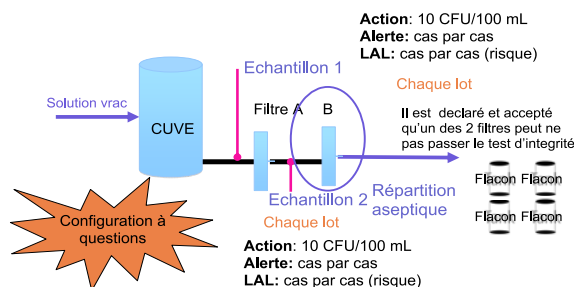 Action: 10 CFU/100 mL
Alerte: cas par cas
LAL: cas par cas (risque)
Echantillon 1
Chaque lot
Solution vrac
CUVE
Filtre A
B
Il est declaré et accepté
qu'un des 2 filtres peut ne
pas passer le test d'integrité
Flacon Flacon
Flacon Flacon
Echantillon 2
Répartition
aseptique
Chaque lot
Configuration à
questions
Action: 10 CFU/100 mL
Alerte: cas par cas
LAL: cas par cas (risque)